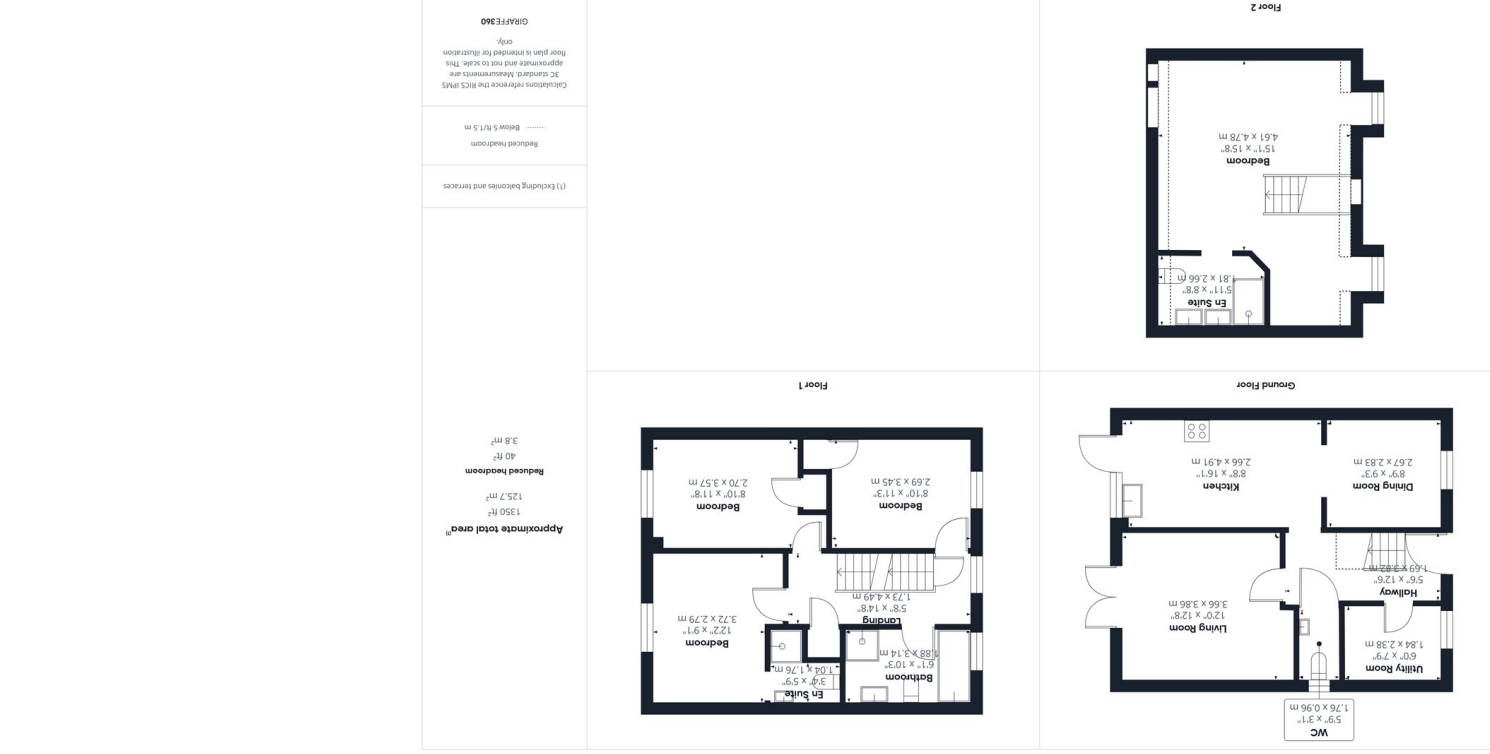 WC
5'9" x 3'1"
1.76 x 0.96 m
Utility Room
6'0" x 7'9"
1.84 x 2.38 m
Living Room
12'0" x 12'8"
3.66 x 3.86 m
Hallway
5'6" x 12'6"
1.69 x 3.82 m
Dining Room
8'9" x 9'3"
2.67 x 2.83 m
Kitchen
8'8" x 16'1"
2.66 x 4.91 m
Ground Floor
Bathroom
6'1" x 10'3"
1.88 x 3.14 m
En Suite
3'4" x 5'9"
1.04 x 1.76 m
Landing
5'8" x 14'8"
1.73 x 4.49 m
Bedroom
12'2" x 9'1"
3.72 x 2.79 m
Bedroom
8'10" x 11'3"
2.69 x 3.45 m
Bedroom
8'10" x 11'8"
2.70 x 3.57 m
Floor 1
En Suite
5'11" x 8'8"
1.81 x 2.66 m
Bedroom
15'1" x 15'8"
4.61 x 4.78 m
Floor 2
Approximate total area(1)
1350 ft²
125.7 m²
Reduced headroom
40 ft²
3.8 m²
(1) Excluding balconies and terraces
Reduced headroom
Below 5 ft/1.5 m
Calculations reference the RICS IPMS
3C standard. Measurements are
approximate and not to scale. This
floor plan is intended for illustration
only.
GIRAFFE360